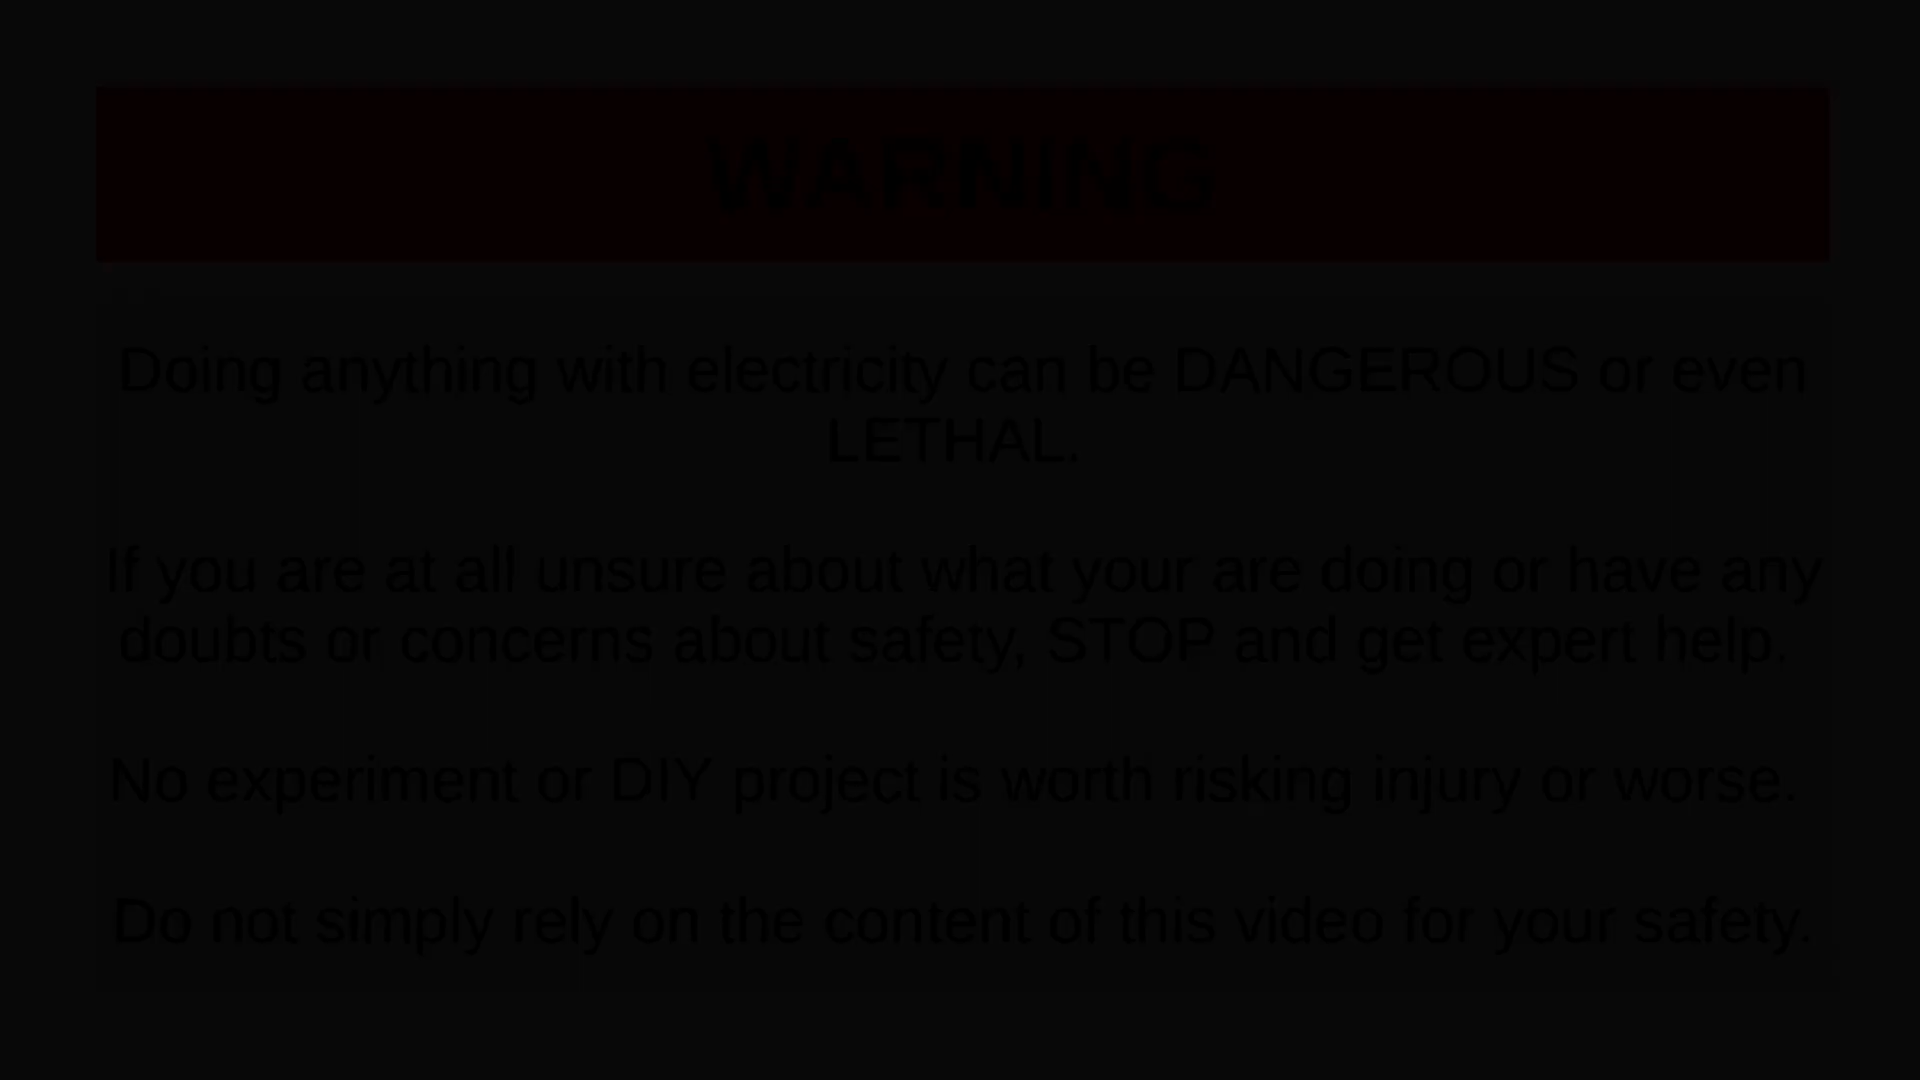 WARNING
Doing anything with electricity can be DANGEROUS or even
LETHAL.
If you are at all unsure about what your are doing or have any
doubts or concerns about safety, STOP and get expert help.
No experiment or DIY project is worth risking injury or worse.
Do not simply rely on the content of this video for your safety.